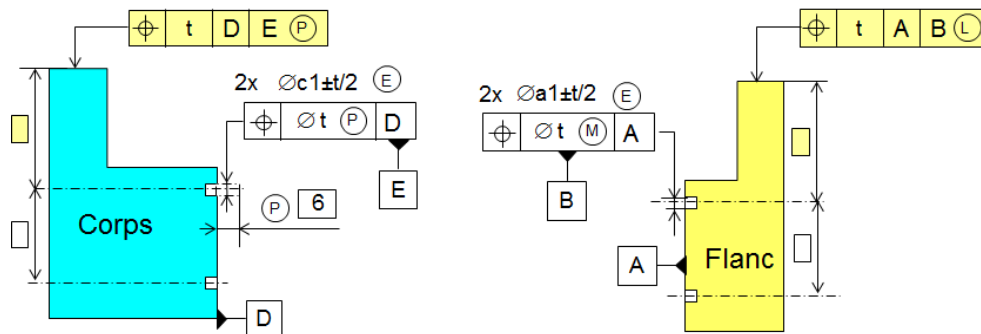 ⌖ t D E Ⓟ
⌖ t A B Ⓛ
2x ∅c1±t/2 Ⓔ
⌖ ∅t Ⓟ D
E
2x ∅a1±t/2 Ⓔ
⌖ ∅t Ⓜ A
B
Ⓟ 6
Corps
D
A
Flanc